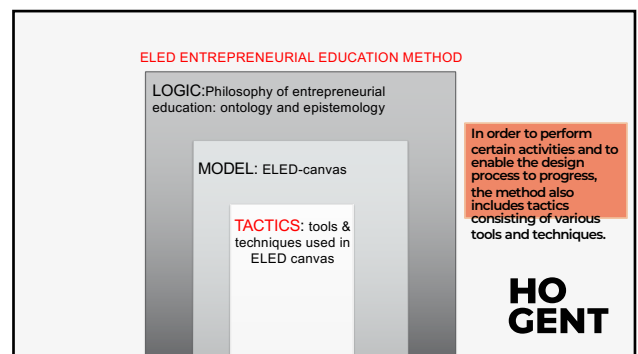 ELED ENTREPRENEURIAL EDUCATION METHOD
LOGIC:Philosophy of entrepreneurial
education: ontology and epistemology
MODEL: ELED-canvas
TACTICS: tools &
techniques used in
ELED canvas
In order to perform
certain activities and to
enable the design
process to progress,
the method also
includes tactics
consisting of various
tools and techniques.
HO
GENT